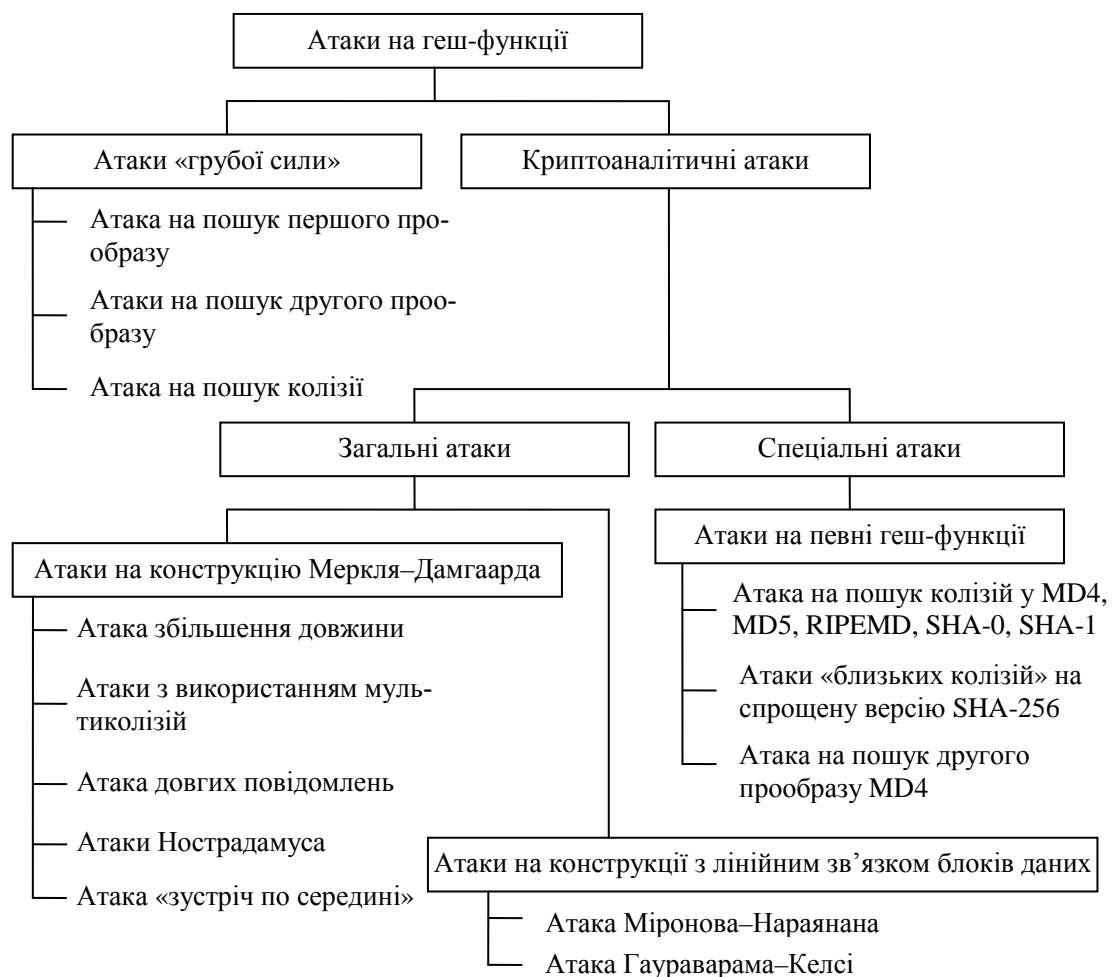 Атаки на геш-функції
Атаки «грубої сили»
Криптоаналітичні атаки
Атака на пошук першого про-
образу
Атаки на пошук другого проо-
бразу
Атака на пошук колізії
Загальні атаки
Спеціальні атаки
Атаки на конструкцію Меркля–Дамгаарда
Атака збільшення довжини
Атаки з використанням муль-
тиколізій
Атака довгих повідомлень
Атаки Нострадамуса
Атака «зустріч по середині»
Атаки на певні геш-функції
Атака на пошук колізій у MD4,
MD5, RIPEMD, SHA-0, SHA-1
Атаки «близьких колізій» на
спрощену версію SHA-256
Атака на пошук другого
прообразу MD4
Атаки на конструкції з лінійним зв’язком блоків даних
Атака Міронова–Нараянана
Атака Гаураварама–Келсі